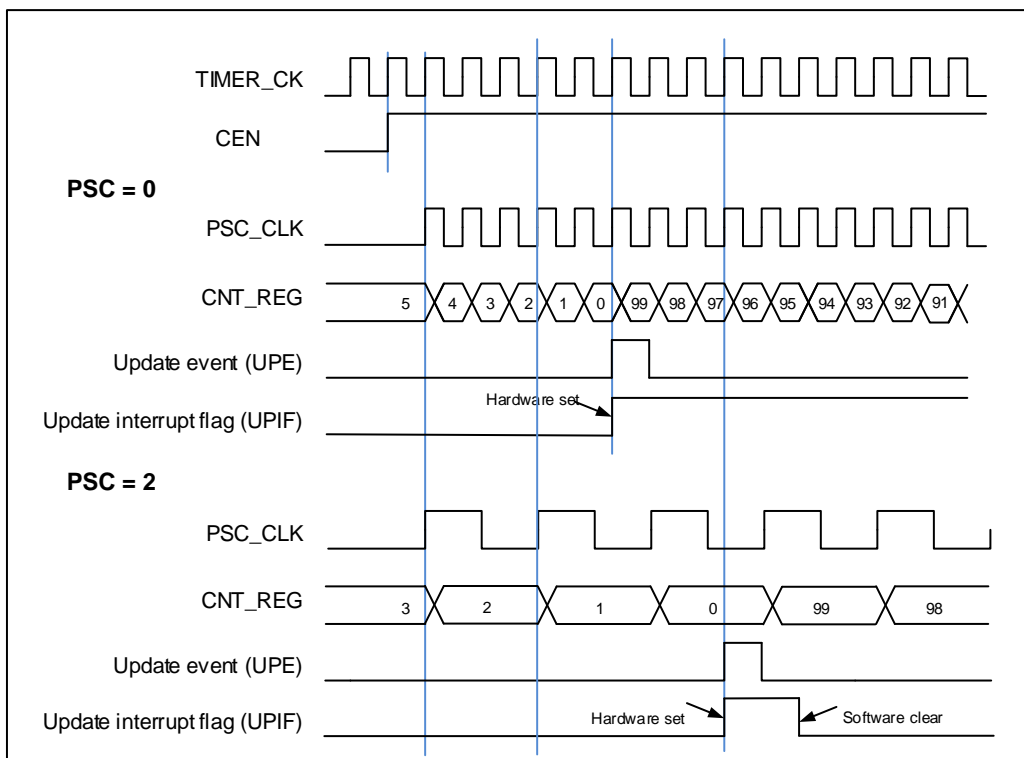 TIMER_CK
CEN
PSC = 0
PSC_CLK
CNT_REG 5 4 3 2 1 0 99 98 97 96 95 94 93 92 91
Update event (UPE)
Hardware set
Update interrupt flag (UPIF)
PSC = 2
PSC_CLK
CNT_REG 3 2 1 0 99 98
Update event (UPE)
Update interrupt flag (UPIF) Hardware set Software clear